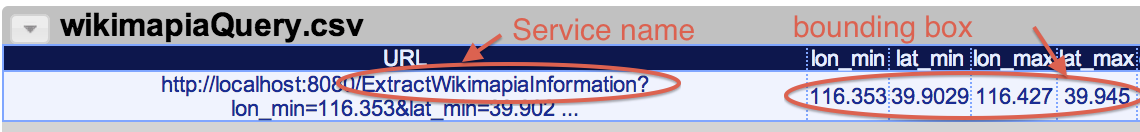 wikimapiaQuery.csv
Service name
bounding box
URL
lon_min lat_min lon_max lat_max
http://localhost:8080/ExtractWikimapiaInformation?
lon_min=116.353&lat_min=39.902 ...
116.353 39.9029 116.427 39.945